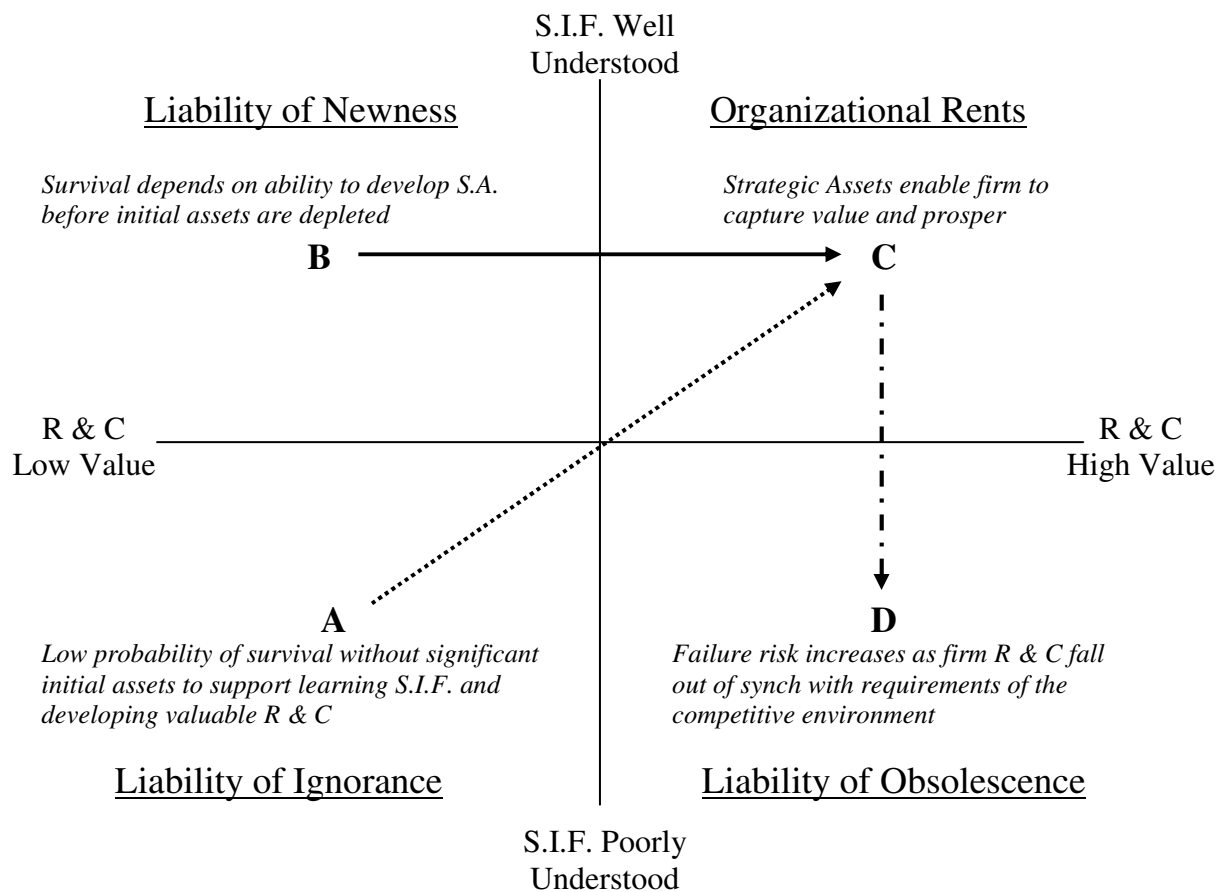 S.I.F. Well
Understood
Liability of Newness
Organizational Rents
Survival depends on ability to develop S.A.
before initial assets are depleted
Strategic Assets enable firm to
capture value and prosper
B
C
R & C
Low Value
R & C
High Value
A
D
Low probability of survival without significant
initial assets to support learning S.I.F. and
developing valuable R & C
Failure risk increases as firm R & C fall
out of synch with requirements of the
competitive environment
Liability of Ignorance
Liability of Obsolescence
S.I.F. Poorly
Understood